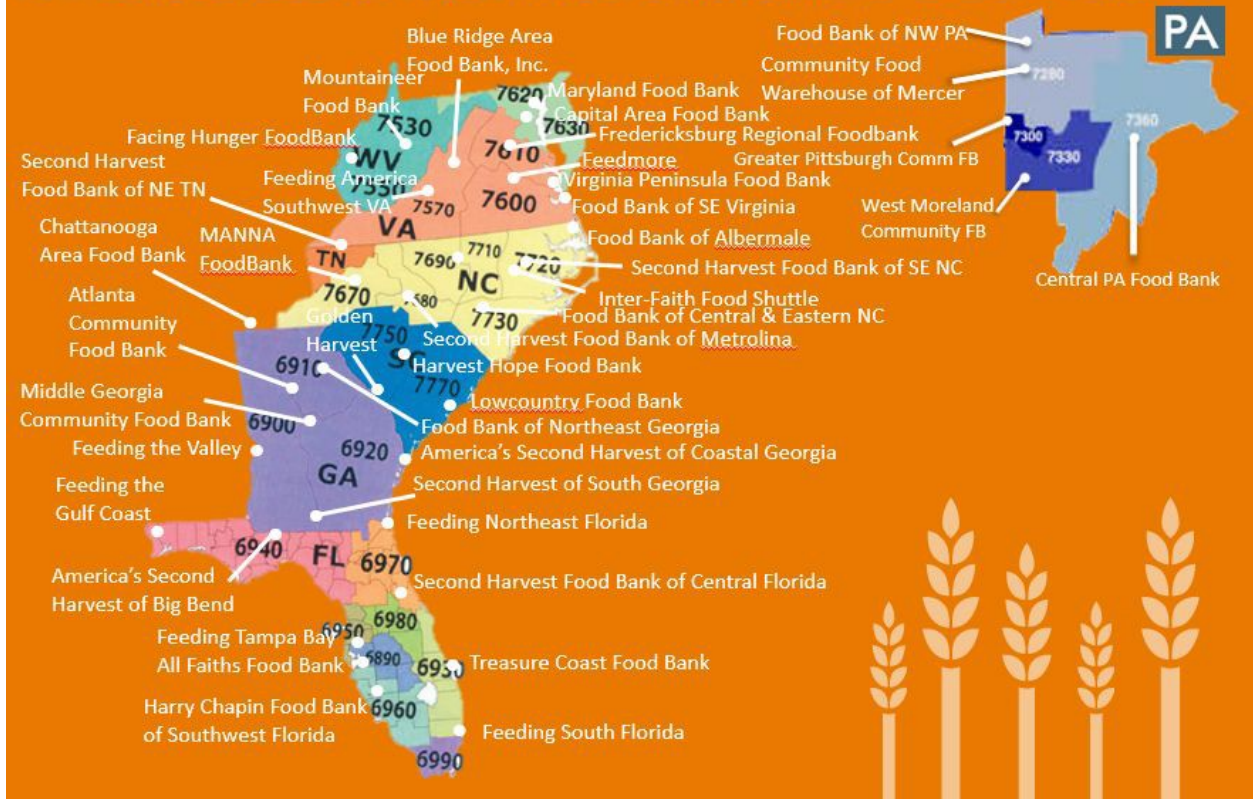 Blue Ridge Area
Food Bank, Inc.
Mountaineer
Food Bank
Facing Hunger FoodBank
Second Harvest
Food Bank of NE TN
Feeding America
Southwest VA
Chattanooga
Area Food Bank
MANNA
FoodBank
Atlanta
Community
Food Bank
Golden
Harvest
Middle Georgia
Community Food Bank
Feeding the Valley
Feeding the
Gulf Coast
America's Second
Harvest of Big Bend
Feeding Tampa Bay
All Faiths Food Bank
Harry Chapin Food Bank
of Southwest Florida
Maryland Food Bank
Capital Area Food Bank
Fredericksburg Regional Foodbank
Feedmore
Virginia Peninsula Food Bank
Food Bank of SE Virginia
Food Bank of Albermale
Second Harvest Food Bank of SE NC
Inter-Faith Food Shuttle
Food Bank of Central & Eastern NC
Second Harvest Food Bank of Metrolina
Harvest Hope Food Bank
Lowcountry Food Bank
Food Bank of Northeast Georgia
America's Second Harvest of Coastal Georgia
Second Harvest of South Georgia
Feeding Northeast Florida
Second Harvest Food Bank of Central Florida
Treasure Coast Food Bank
Feeding South Florida
7620
7530
7630
WV
7610
7550
7570
7600
VA
TN
7690
7710
7720
NC
7670
7680
7730
7750
SC
7770
6910
6900
6920
GA
6940
FL
6970
6950
6980
6890
6930
6960
6990
PA
Food Bank of NW PA
Community Food
Warehouse of Mercer
Greater Pittsburgh Comm FB
West Moreland
Community FB
Central PA Food Bank
7280
7300
7330
7360